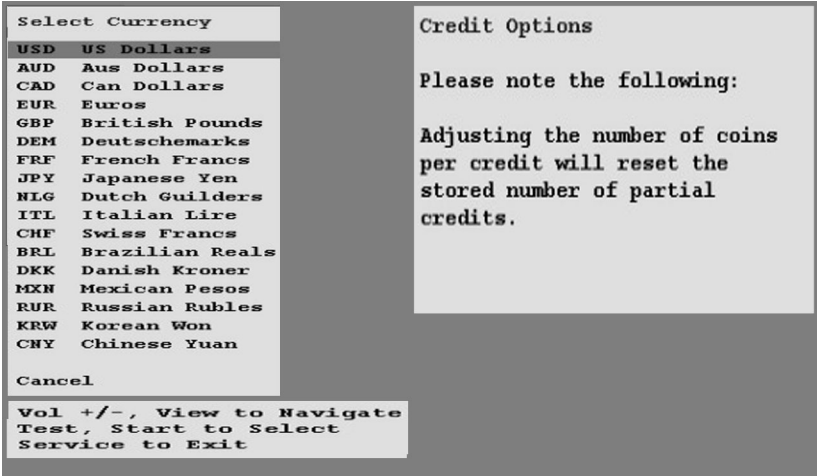 Select Currency
USD US Dollars
AUD Aus Dollars
CAD Can Dollars
EUR Euros
GBP British Pounds
DEM Deutschemarks
FRF French Francs
JPY Japanese Yen
NLG Dutch Guilders
ITL Italian Lire
CHF Swiss Francs
BRL Brazilian Reals
DKK Danish Kroner
MXN Mexican Pesos
RUR Russian Rubles
KRW Korean Won
CNY Chinese Yuan
Cancel
Vol +/-, View to Navigate
Test, Start to Select
Service to Exit
Credit Options
Please note the following:
Adjusting the number of coins
per credit will reset the
stored number of partial
credits.